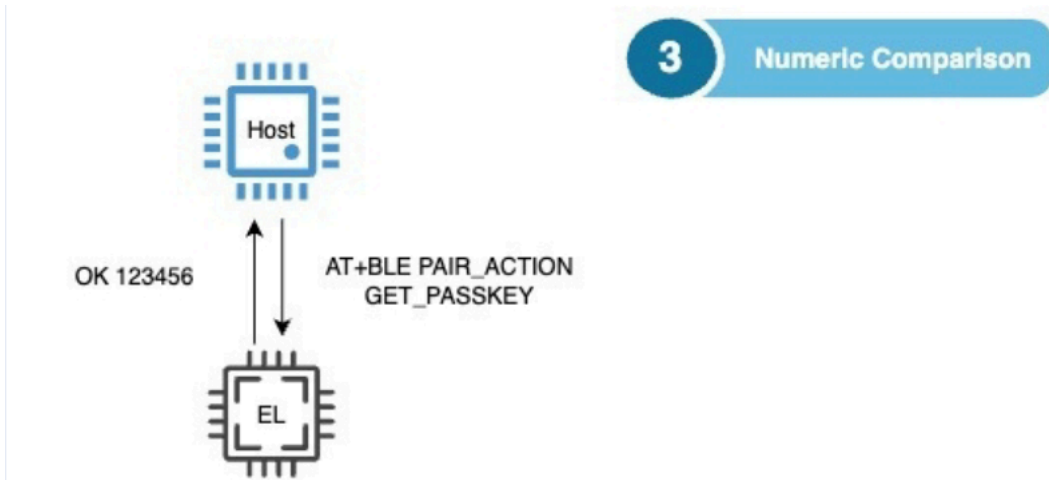 3 Numeric Comparison
Host
OK 123456
AT+BLE PAIR_ACTION
GET_PASSKEY
EL